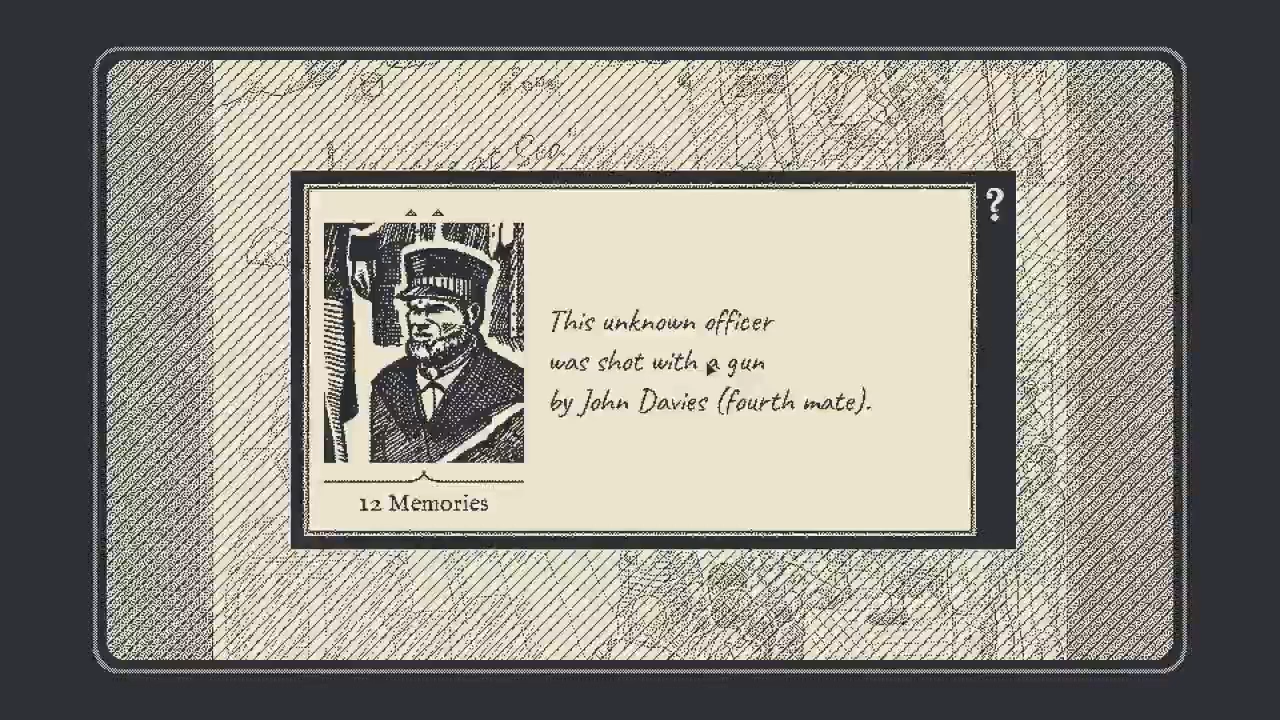 ?
This unknown officer
was shot with a gun
by John Davies (fourth mate).
12 Memories